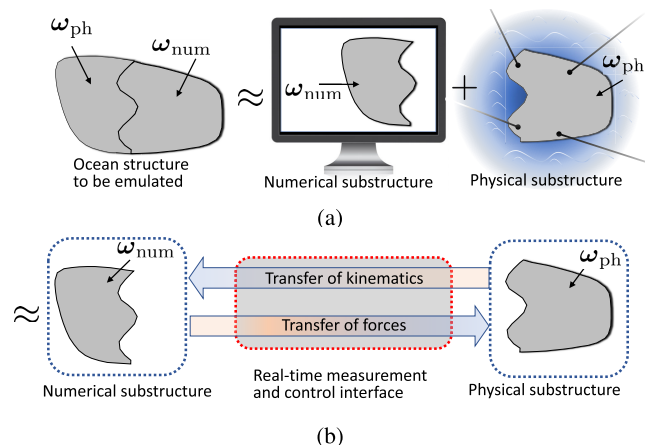 ω_ph
ω_num
≈
ω_num
+
ω_ph
Ocean structure
to be emulated
Numerical substructure
Physical substructure
(a)
ω_num
ω_ph
≈
Transfer of kinematics
Transfer of forces
Numerical substructure
Real-time measurement
and control interface
Physical substructure
(b)